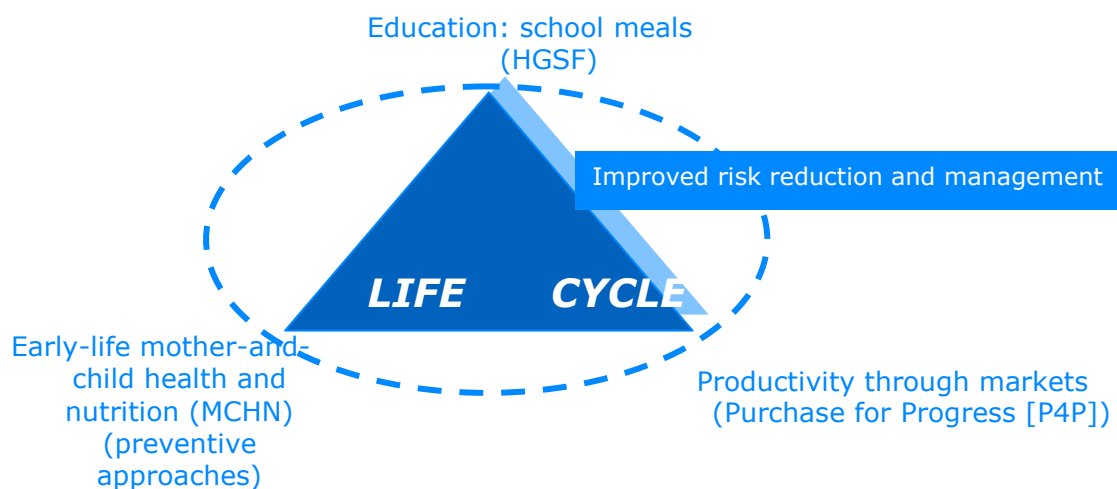 Education: school meals
(HGSF)
Improved risk reduction and management
LIFE CYCLE
Early-life mother-and-
child health and
nutrition (MCHN)
(preventive
approaches)
Productivity through markets
(Purchase for Progress [P4P])